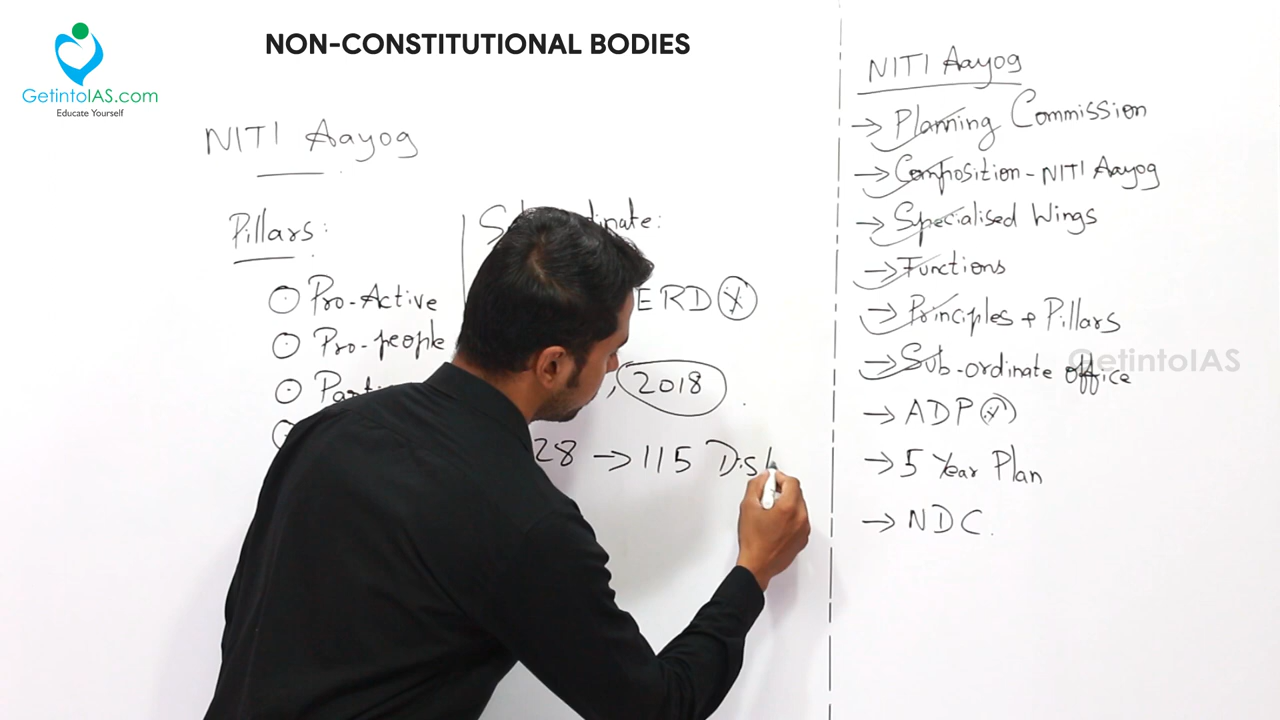 GetintoIAS.com
Educate Yourself
NON-CONSTITUTIONAL BODIES
NITI Aayog
Pillars:
Pro-Active
Pro-people
ERD
, 2018
28 → 115 Dis
NITI Aayog
→ Planning Commission
→ Composition - NITI Aayog
→ Specialised Wings
→ Functions
→ Principles + Pillars
→ Sub-ordinate office
→ ADP
→ 5 Year Plan
→ NDC.
GetintoIAS